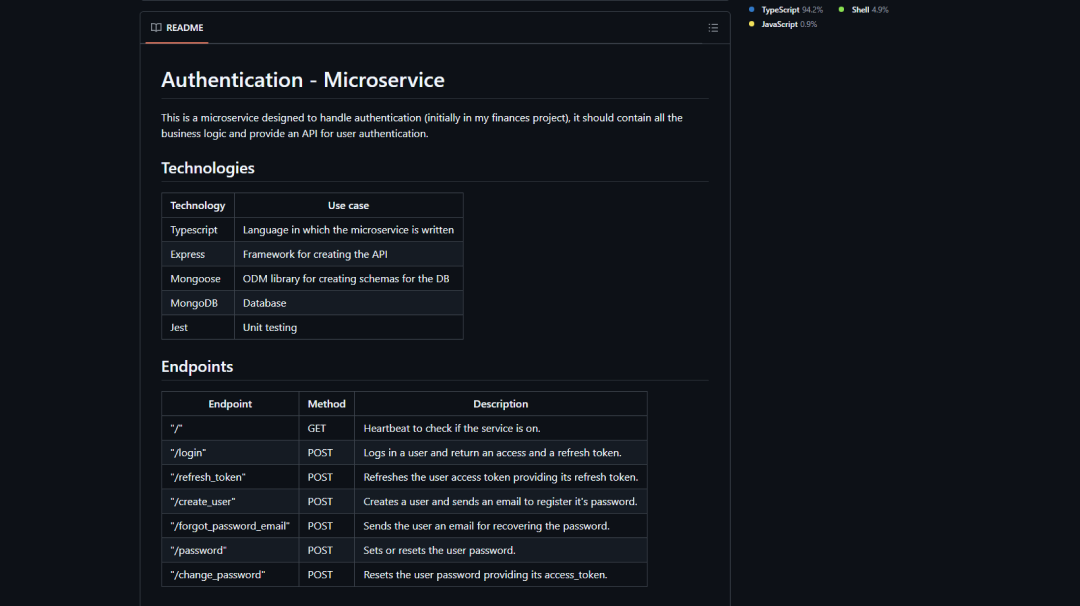 TypeScript 94.2% Shell 4.9%
JavaScript 0.9%
README
Authentication - Microservice
This is a microservice designed to handle authentication (initially in my finances project), it should contain all the
business logic and provide an API for user authentication.
Technologies
Technology Use case
Typescript Language in which the microservice is written
Express Framework for creating the API
Mongoose ODM library for creating schemas for the DB
MongoDB Database
Jest Unit testing
Endpoints
Endpoint Method Description
"/" GET Heartbeat to check if the service is on.
"/login" POST Logs in a user and return an access and a refresh token.
"/refresh_token" POST Refreshes the user access token providing its refresh token.
"/create_user" POST Creates a user and sends an email to register it's password.
"/forgot_password_email" POST Sends the user an email for recovering the password.
"/password" POST Sets or resets the user password.
"/change_password" POST Resets the user password providing its access_token.